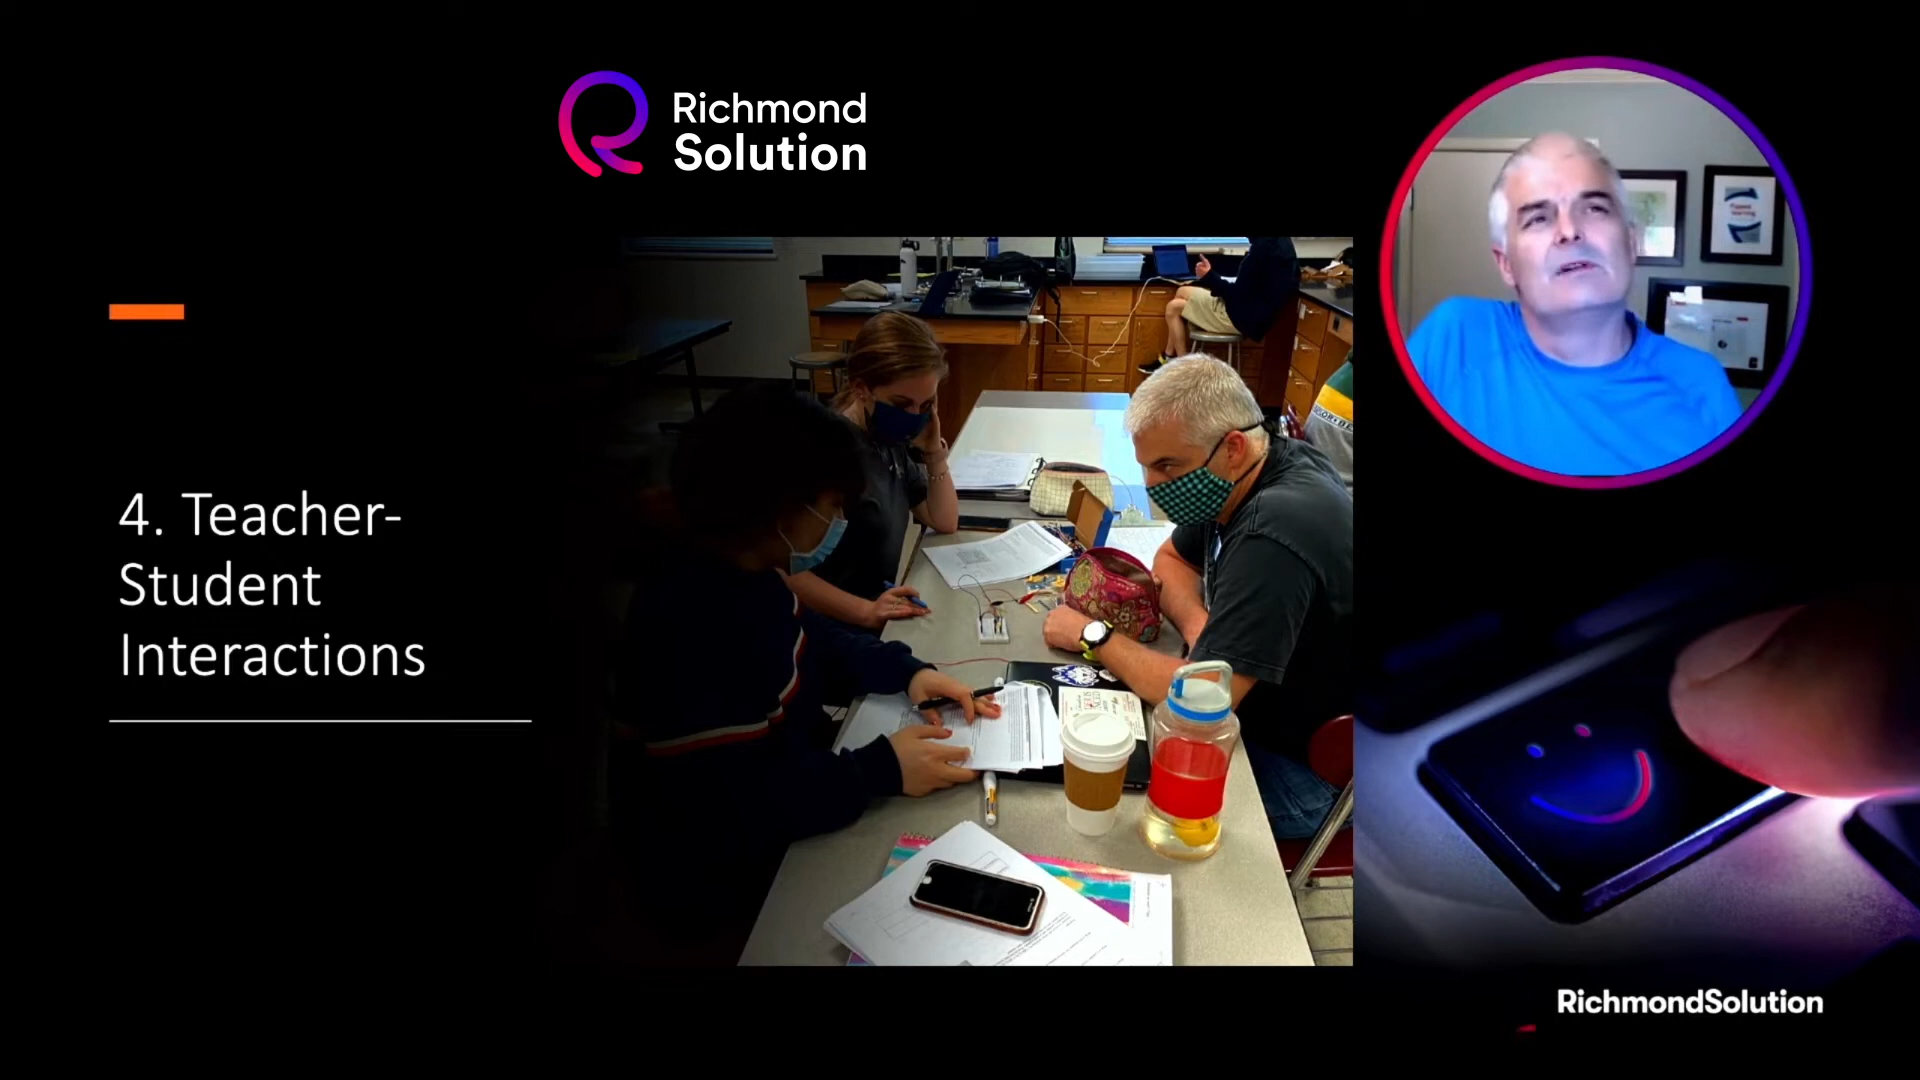 Richmond
Solution
4. Teacher-
Student
Interactions
RichmondSolution